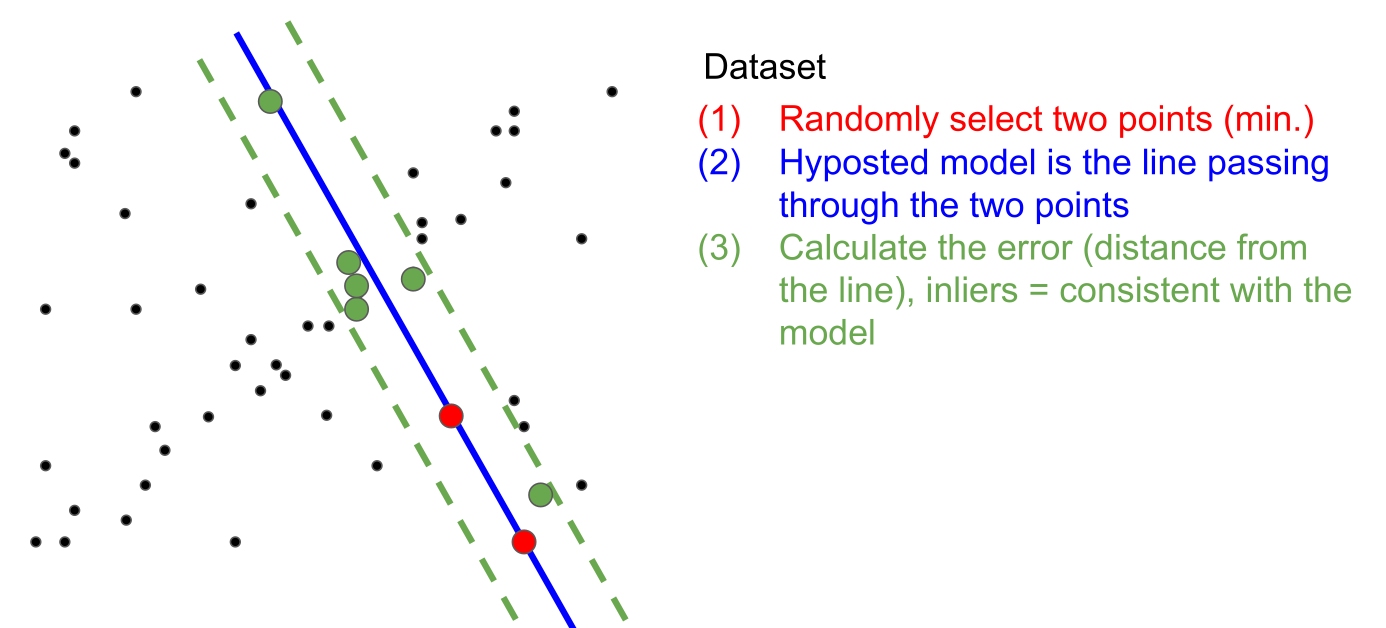 Dataset
(1) Randomly select two points (min.)
(2) Hyposted model is the line passing
through the two points
(3) Calculate the error (distance from
the line), inliers = consistent with the
model